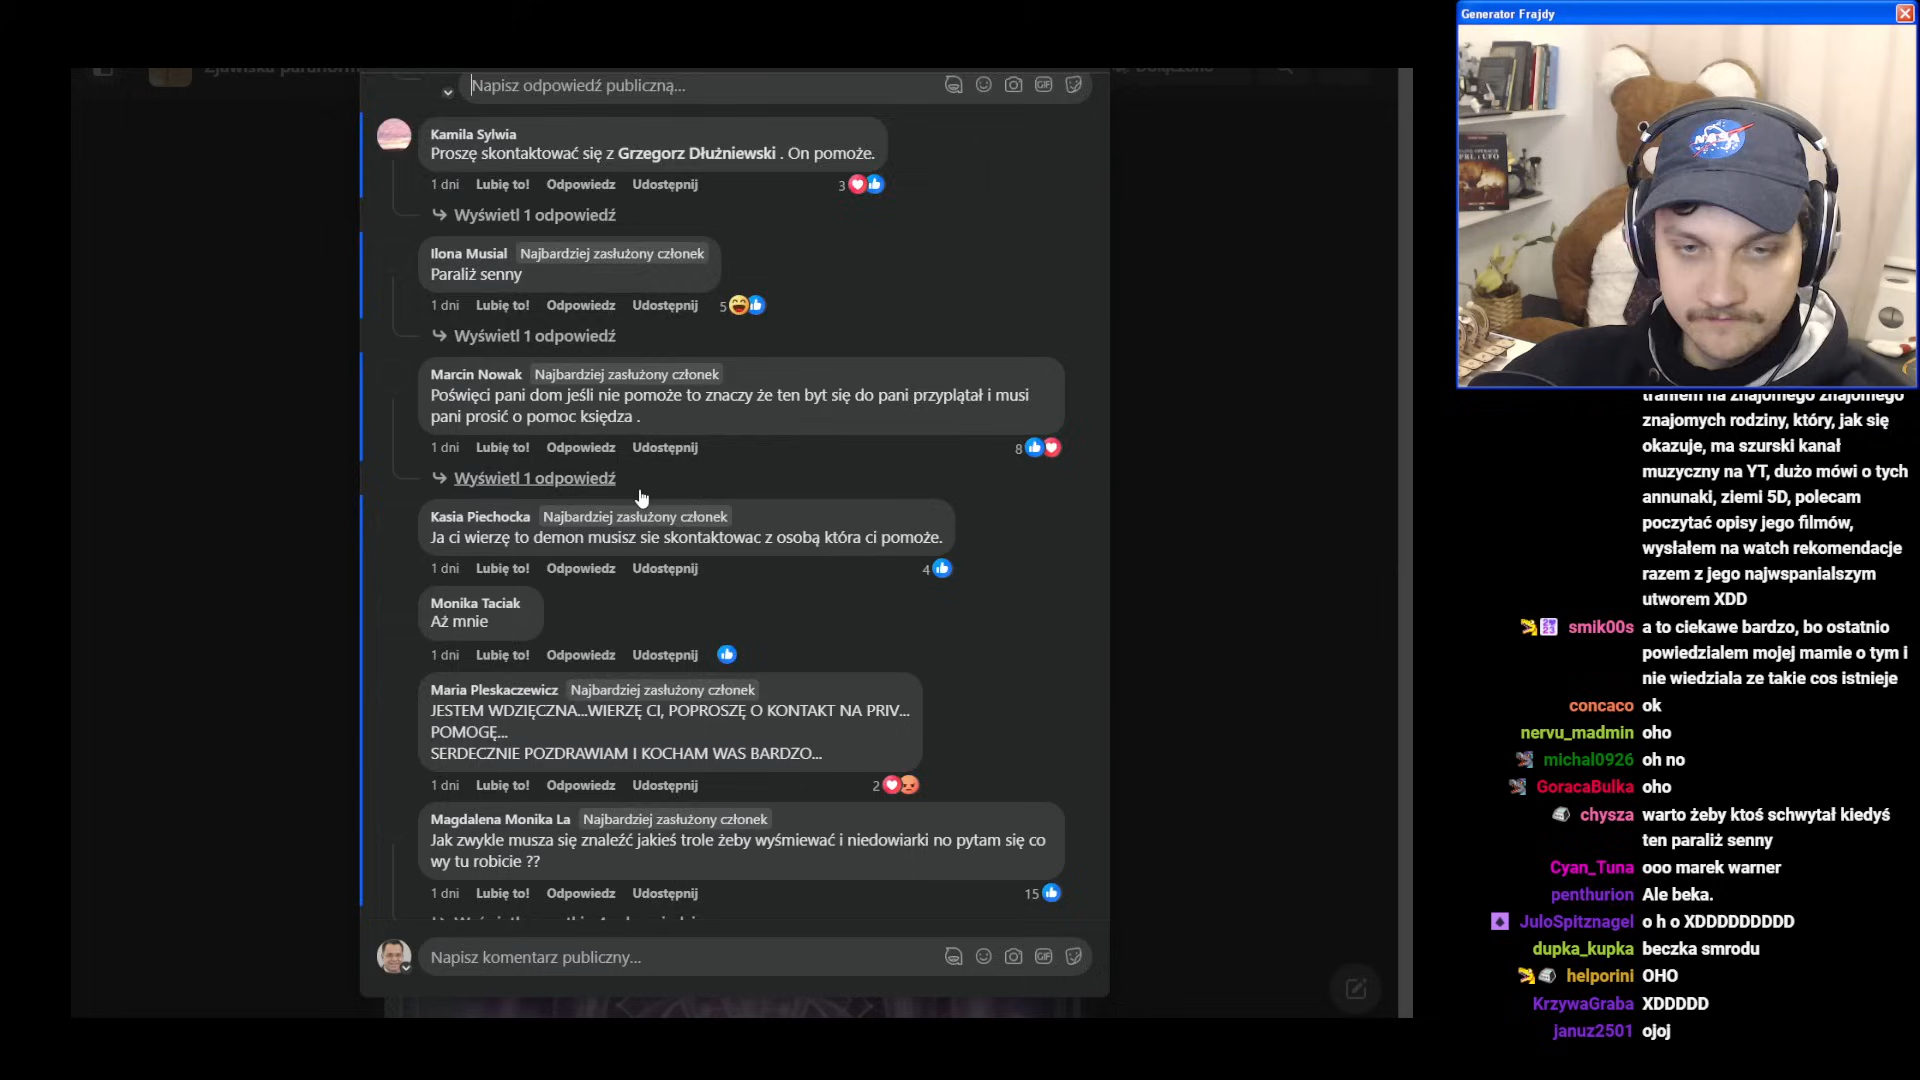 Generator Frajdy
Napisz odpowiedź publiczną...
GIF
Kamila Sylwia
Proszę skontaktować się z Grzegorz Dłużniewski . On pomoże.
1 dni Lubię to! Odpowiedz Udostępnij 3
Wyświetl 1 odpowiedź
Ilona Musial Najbardziej zasłużony członek
Paraliż senny
1 dni Lubię to! Odpowiedz Udostępnij 5
Wyświetl 1 odpowiedź
Marcin Nowak Najbardziej zasłużony członek
Poświęci pani dom jeśli nie pomoże to znaczy że ten byt się do pani przyplątał i musi
pani prosić o pomoc księdza .
1 dni Lubię to! Odpowiedz Udostępnij 8
Wyświetl 1 odpowiedź
Kasia Piechocka Najbardziej zasłużony członek
Ja ci wierzę to demon musisz sie skontaktowac z osobą która ci pomoże.
1 dni Lubię to! Odpowiedz Udostępnij 4
Monika Taciak
Aż mnie
1 dni Lubię to! Odpowiedz Udostępnij
Maria Pleskaczewicz Najbardziej zasłużony członek
JESTEM WDZIĘCZNA...WIERZĘ CI, POPROSZĘ O KONTAKT NA PRIV...
POMOGĘ...
SERDECZNIE POZDRAWIAM I KOCHAM WAS BARDZO...
1 dni Lubię to! Odpowiedz Udostępnij 2
Magdalena Monika La Najbardziej zasłużony członek
Jak zwykle musza się znaleźć jakieś trole żeby wyśmiewać i niedowiarki no pytam się co
wy tu robicie ??
1 dni Lubię to! Odpowiedz Udostępnij 15
Napisz komentarz publiczny...
GIF
NASA
znajomego znajomego
znajomych rodziny, który, jak się
okazuje, ma szurski kanał
muzyczny na YT, dużo mówi o tych
annunaki, ziemi 5D, polecam
poczytać opisy jego filmów,
wysłałem na watch rekomendacje
razem z jego najwspanialszym
utworem XDD
smik00s a to ciekawe bardzo, bo ostatnio
powiedzialem mojej mamie o tym i
nie wiedziala ze takie cos istnieje
concaco ok
nervu_madmin oho
michal0926 oh no
GoracaBulka oho
chysza warto żeby ktoś schwytał kiedyś
ten paraliż senny
Cyan_Tuna ooo marek warner
penthurion Ale beka.
JuloSpitznagel o h o XDDDDDDDDD
dupka_kupka beczka smrodu
helporini OHO
KrzywaGraba XDDDDD
januz2501 ojoj